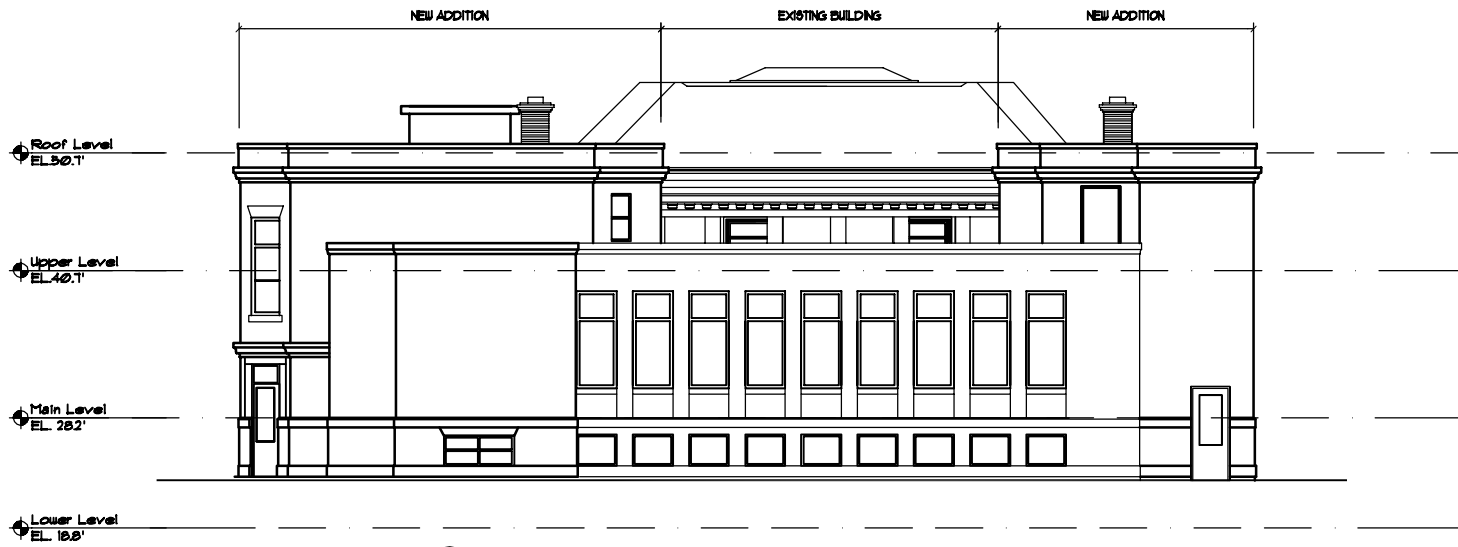 NEW ADDITION
EXISTING BUILDING
NEW ADDITION
Roof Level
EL.50.7'
Upper Level
EL.40.7'
Main Level
EL. 28.2'
Lower Level
EL. 18.8'